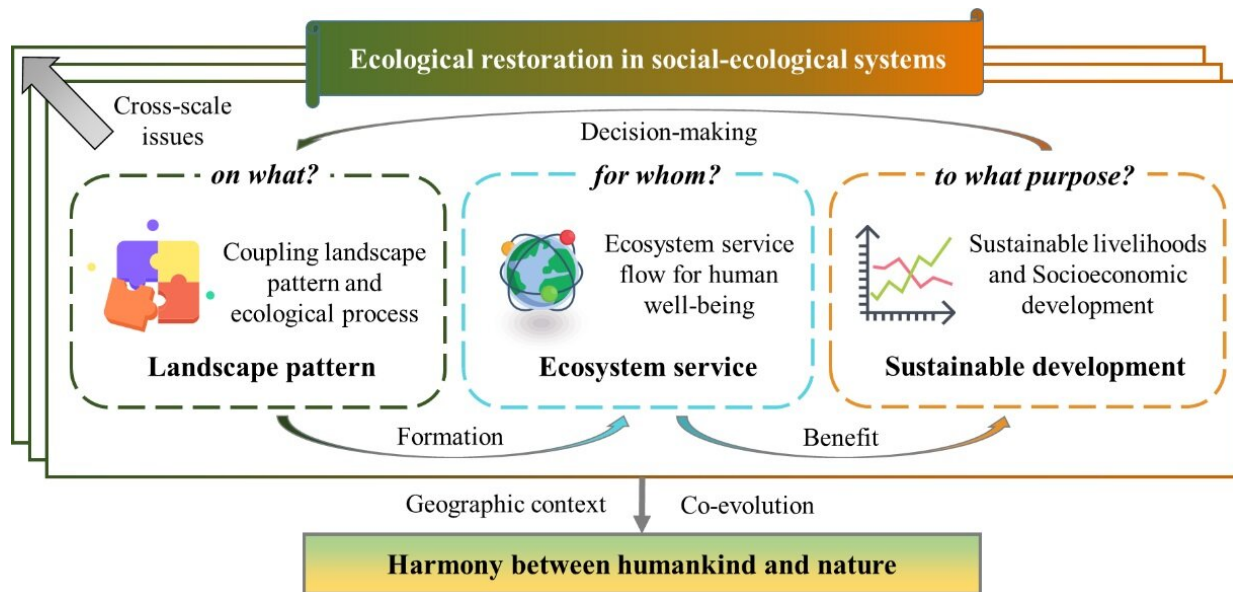 Ecological restoration in social-ecological systems
Cross-scale
issues
Decision-making
on what?
for whom?
to what purpose?
Coupling landscape
pattern and
ecological process
Landscape pattern
Ecosystem service
flow for human
well-being
Ecosystem service
Sustainable livelihoods
and Socioeconomic
development
Sustainable development
Formation
Benefit
Geographic context
Co-evolution
Harmony between humankind and nature